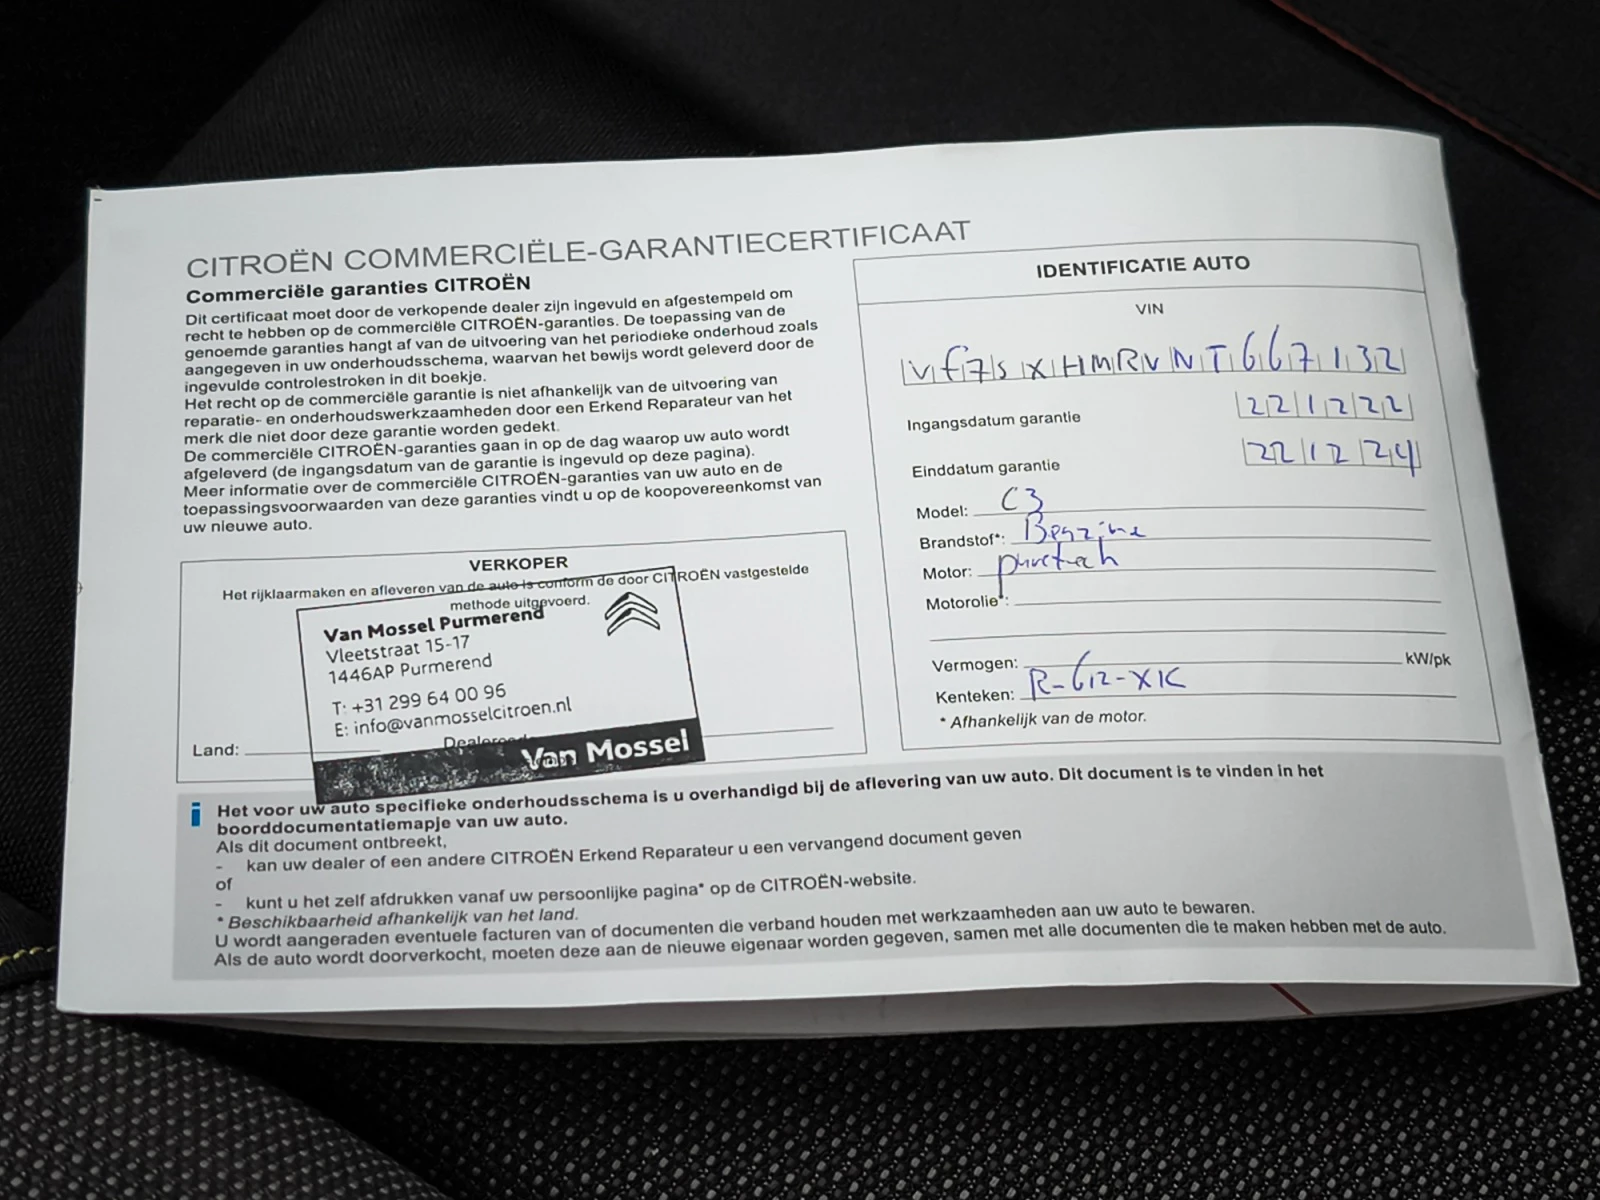 CITROËN COMMERCIËLE-GARANTIECERTIFICAAT
Commerciële garanties CITROËN
Dit certificaat moet door de verkopende dealer zijn ingevuld en afgestempeld om
recht te hebben op de commerciële CITROËN-garanties. De toepassing van de
genoemde garanties hangt af van de uitvoering van het periodieke onderhoud zoals
aangegeven in uw onderhoudsschema, waarvan het bewijs wordt geleverd door de
ingevulde controlestroken in dit boekje.
Het recht op de commerciële garantie is niet afhankelijk van de uitvoering van
reparatie- en onderhoudswerkzaamheden door een Erkend Reparateur van het
merk die niet door deze garantie worden gedekt.
De commerciële CITROËN-garanties gaan in op de dag waarop uw auto wordt
afgeleverd (de ingangsdatum van de garantie is ingevuld op deze pagina).
Meer informatie over de commerciële CITROËN-garanties van uw auto en de
toepassingsvoorwaarden van deze garanties vindt u op de koopovereenkomst van
uw nieuwe auto.
VERKOPER
Het rijklaarmaken en afleveren van de auto is conform de door CITROËN vastgestelde
methode uitgevoerd.
Van Mossel Purmerend
Vleetstraat 15-17
1446AP Purmerend
T: +31 299 64 00 96
E: info@vanmosselcitroen.nl
Land:
Van Mossel
IDENTIFICATIE AUTO
VIN
VF7SXHMRVNT667132
Ingangsdatum garantie 221222
Einddatum garantie 221224
Model: C3
Brandstof*: Benzine
Motor: puretech
Motorolie*:
Vermogen: kW/pk
Kenteken: R-612-XK
* Afhankelijk van de motor.
i Het voor uw auto specifieke onderhoudsschema is u overhandigd bij de aflevering van uw auto. Dit document is te vinden in het
boorddocumentatiemapje van uw auto.
Als dit document ontbreekt,
- kan uw dealer of een andere CITROËN Erkend Reparateur u een vervangend document geven
of
- kunt u het zelf afdrukken vanaf uw persoonlijke pagina* op de CITROËN-website.
* Beschikbaarheid afhankelijk van het land.
U wordt aangeraden eventuele facturen van of documenten die verband houden met werkzaamheden aan uw auto te bewaren.
Als de auto wordt doorverkocht, moeten deze aan de nieuwe eigenaar worden gegeven, samen met alle documenten die te maken hebben met de auto.